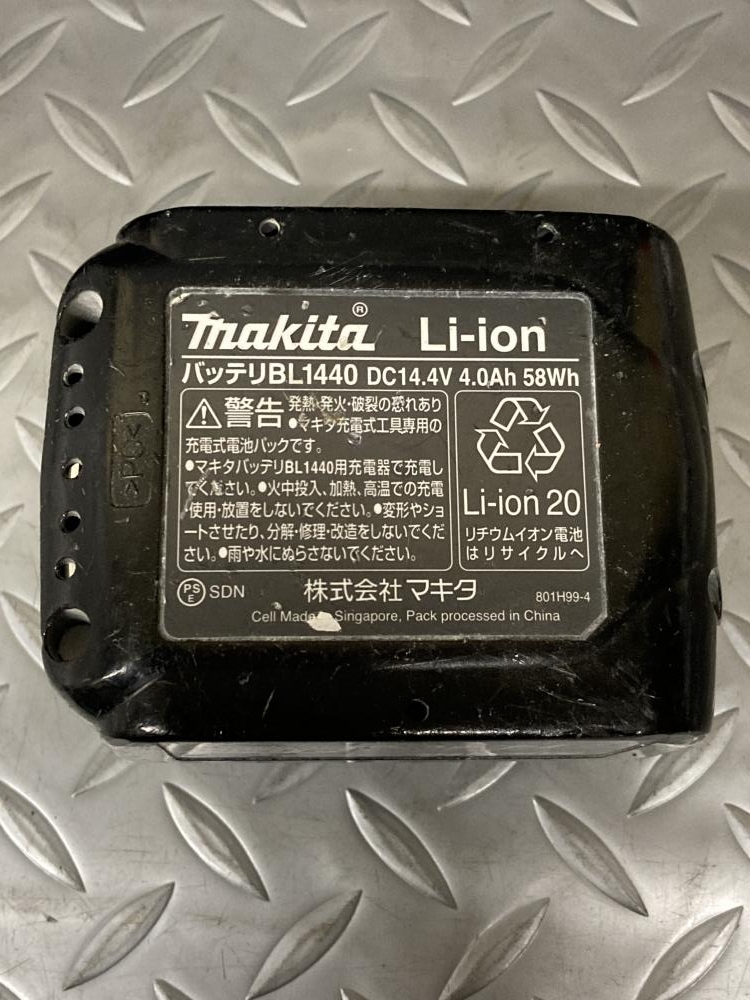 makita® Li-ion
バッテリBL1440 DC14.4V 4.0Ah 58Wh
警告 発熱・発火・破裂の恐れあり
●マキタ充電式工具専用の
充電式電池パックです。
●マキタバッテリBL1440用充電器で充電し
てください。●火中投入、加熱、高温での充電
・使用・放置をしないでください。●変形やショ
ートさせたり、分解・修理・改造をしないでくだ
さい。●雨や水にぬらさないでください。
Li-ion 20
リチウムイオン電池
はリサイクルへ
PSE SDN 株式会社マキタ 801H99-4
Cell Made Singapore, Pack processed in China
>PA6<